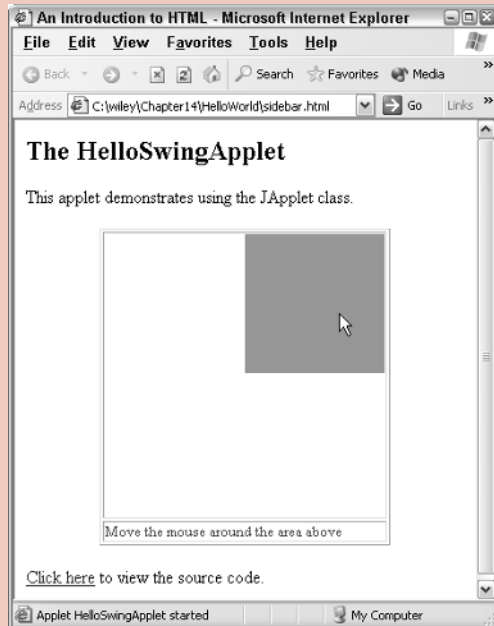 An Introduction to HTML - Microsoft Internet Explorer
File Edit View Favorites Tools Help
Back Search Favorites Media »
Address C:\wiley\Chapter14\HelloWorld\sidebar.html Go Links »
The HelloSwingApplet
This applet demonstrates using the JApplet class.
Move the mouse around the area above
Click here to view the source code.
Applet HelloSwingApplet started My Computer